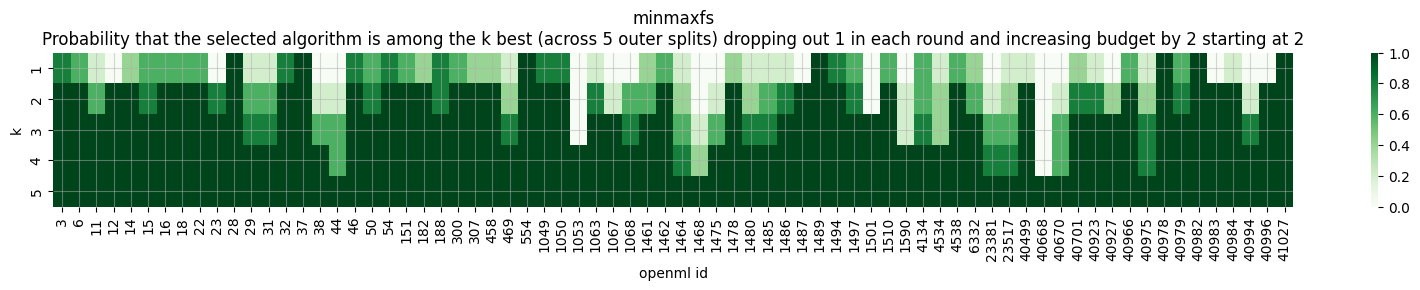 minmaxfs
Probability that the selected algorithm is among the k best (across 5 outer splits) dropping out 1 in each round and increasing budget by 2 starting at 2
k
1
2
3
4
5
3 6 11 12 14 15 16 18 22 23 28 29 31 32 37 38 44 46 50 54 151 182 188 300 307 458 469 554 1049 1050 1053 1063 1067 1068 1461 1462 1464 1468 1475 1478 1480 1485 1486 1487 1489 1494 1497 1501 1510 1590 4134 4534 4538 6332 23381 23517 40499 40668 40670 40701 40923 40927 40966 40975 40978 40979 40982 40983 40984 40994 40996 41027
openml id
1.0
0.8
0.6
0.4
0.2
0.0